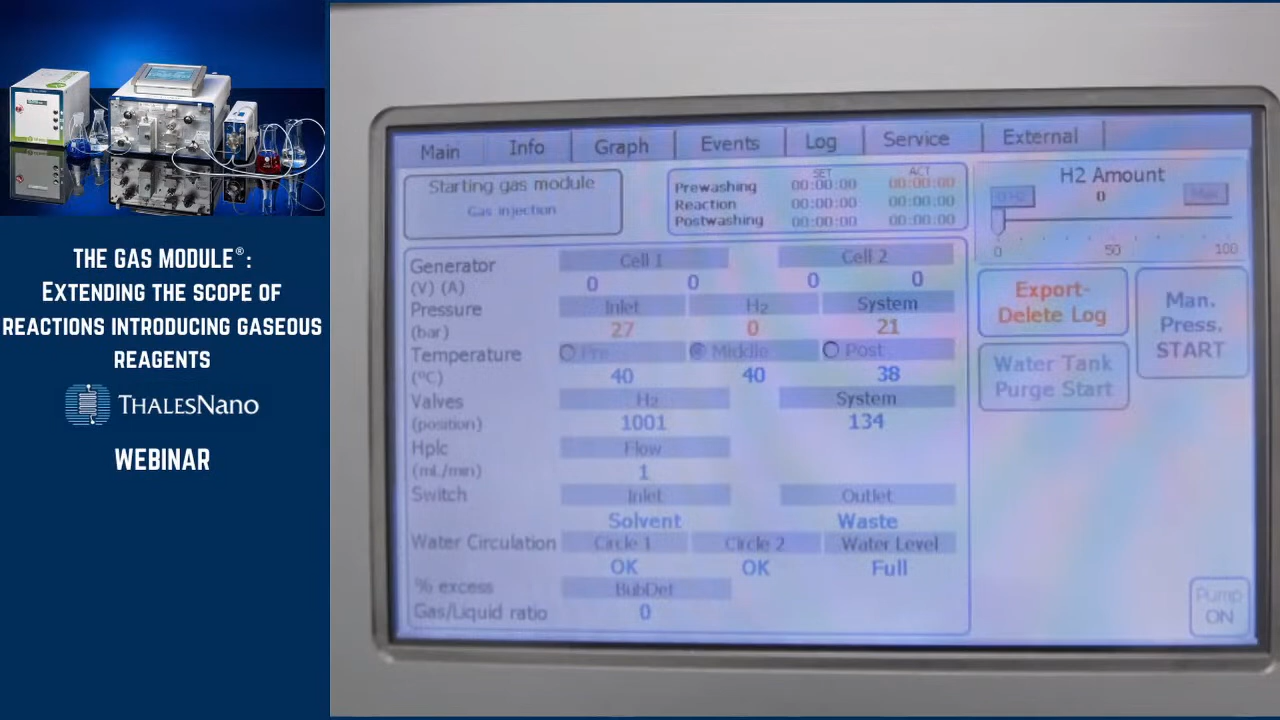 THE GAS MODULE®:
EXTENDING THE SCOPE OF
REACTIONS INTRODUCING GASEOUS
REAGENTS
THALESNANO
WEBINAR
Main Info Graph Events Log Service External
Starting gas module
Gas injection
SET ACT
Prewashing 00:00:00 00:00:00
Reaction 00:00:00 00:00:00
Postwashing 00:00:00 00:00:00
H2 Amount
0 H2 0 Max
0 50 100
Generator Cell 1 Cell 2
(V) (A) 0 0 0 0
Pressure Inlet H2 System
(bar) 27 0 21
Temperature Pre Middle Post
(ºC) 40 40 38
Valves H2 System
(position) 1001 134
Hplc Flow
(mL/min) 1
Switch Inlet Outlet
Solvent Waste
Water Circulation Circle 1 Circle 2 Water Level
OK OK Full
% excess BubDet
Gas/Liquid ratio 0
Export-
Delete Log
Man.
Press.
START
Water Tank
Purge Start
Pump
ON